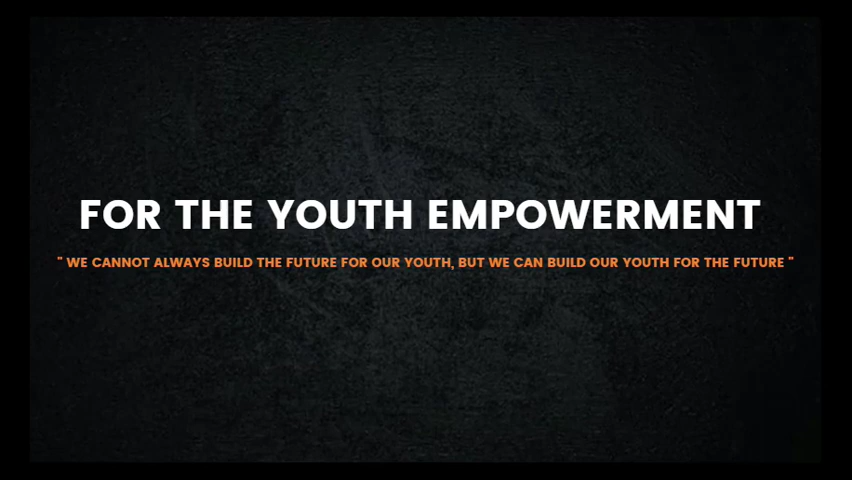 FOR THE YOUTH EMPOWERMENT
" WE CANNOT ALWAYS BUILD THE FUTURE FOR OUR YOUTH, BUT WE CAN BUILD OUR YOUTH FOR THE FUTURE "